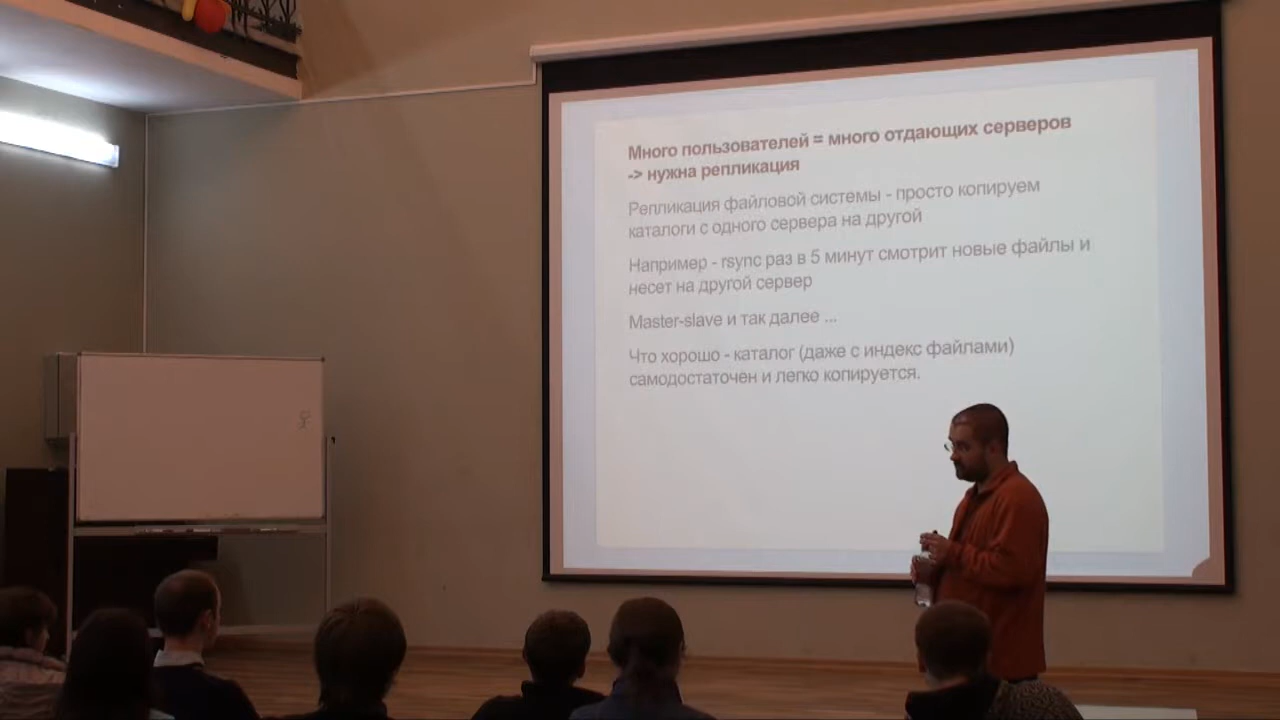 Много пользователей = много отдающих серверов
-> нужна репликация
Репликация файловой системы - просто копируем
каталоги с одного сервера на другой
Например - rsync раз в 5 минут смотрит новые файлы и
несет на другой сервер
Master-slave и так далее ...
Что хорошо - каталог (даже с индекс файлами)
самодостаточен и легко копируется.